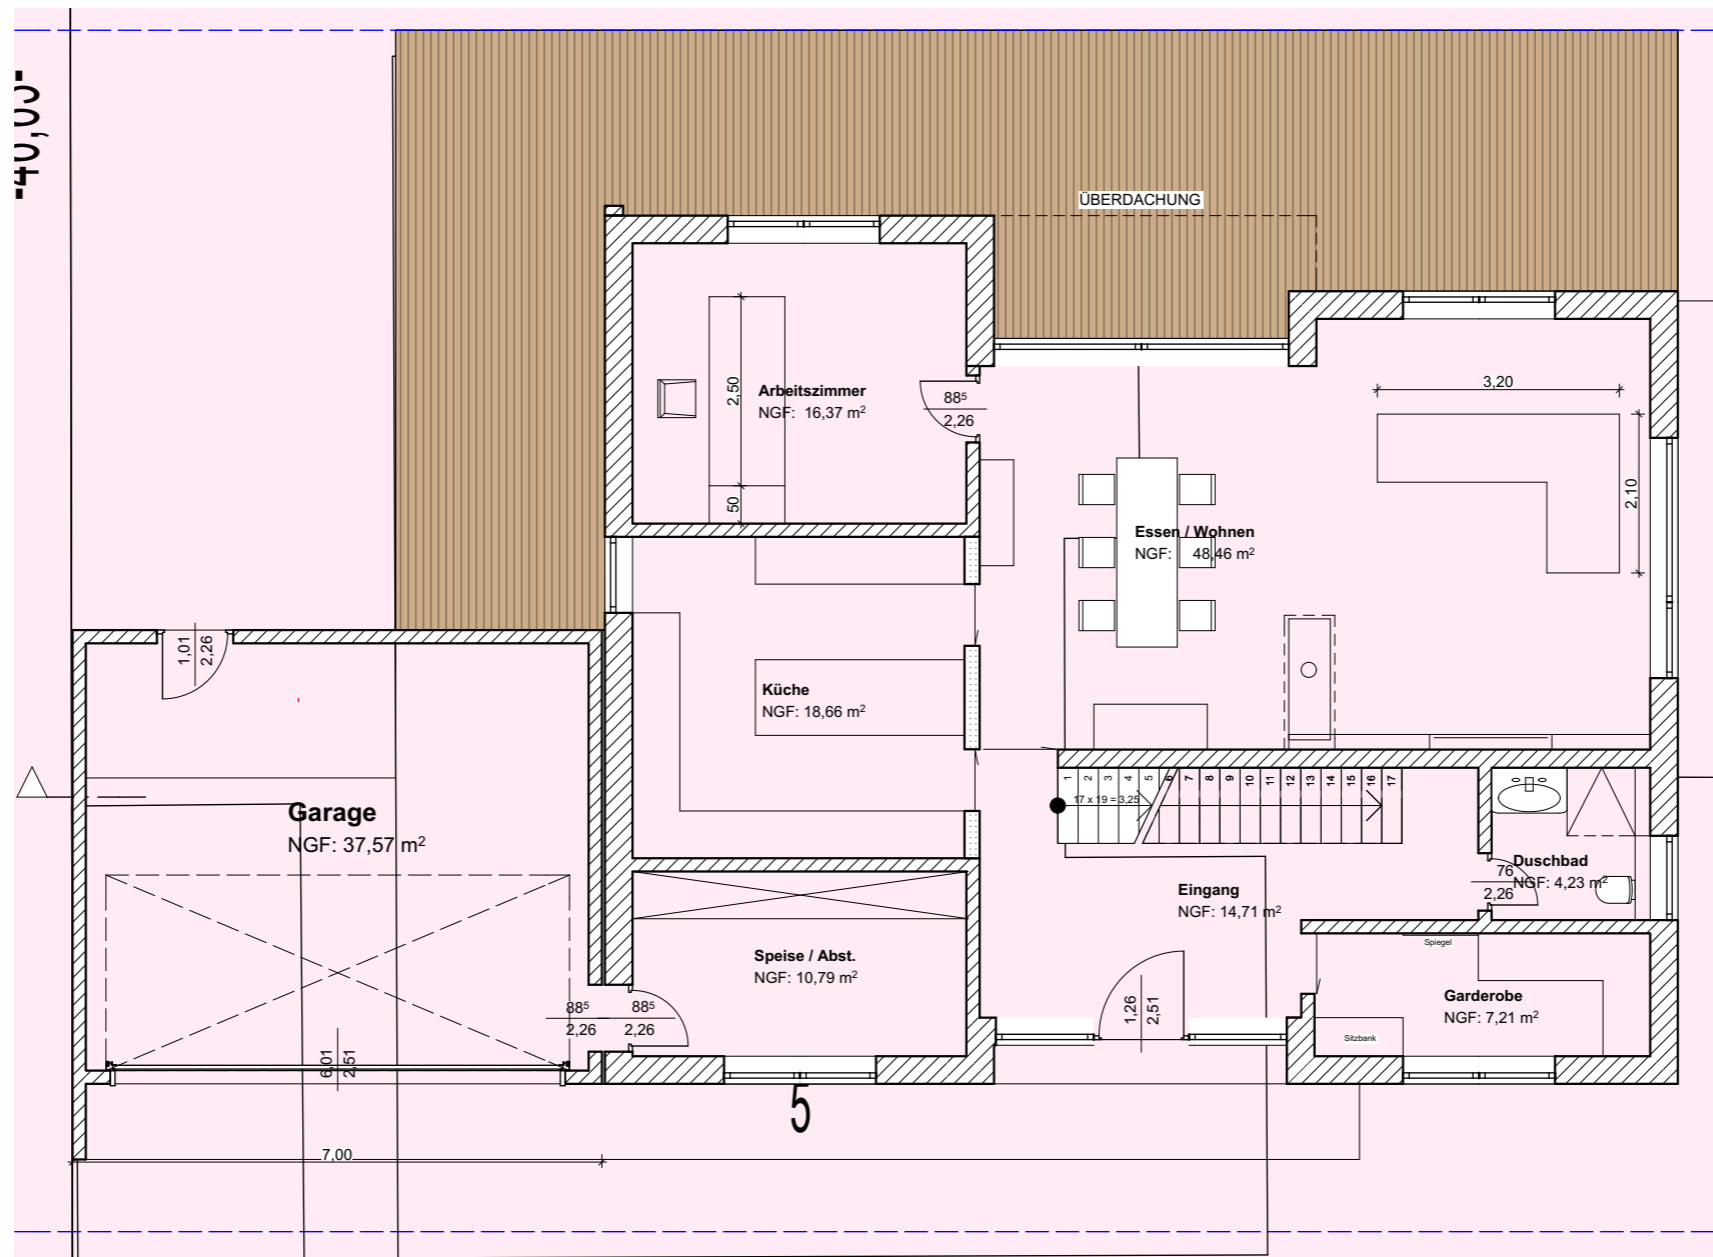 -40,03-
ÜBERDACHUNG
3,20
2,50
Arbeitszimmer
NGF: 16,37 m²
88⁵
2,26
50
2,10
Essen / Wohnen
NGF: 48,46 m²
1,01
2,26
Küche
NGF: 18,66 m²
1 2 3 4 5 6 7 8 9 10 11 12 13 14 15 16 17
17 x 19 = 3,25
Garage
NGF: 37,57 m²
Duschbad
NGF: 4,23 m²
76
2,26
Eingang
NGF: 14,71 m²
Spiegel
Speise / Abst.
NGF: 10,79 m²
Garderobe
NGF: 7,21 m²
88⁵
2,26
88⁵
2,26
1,26
2,51
Sitzbank
6,01
2,51
5
7,00